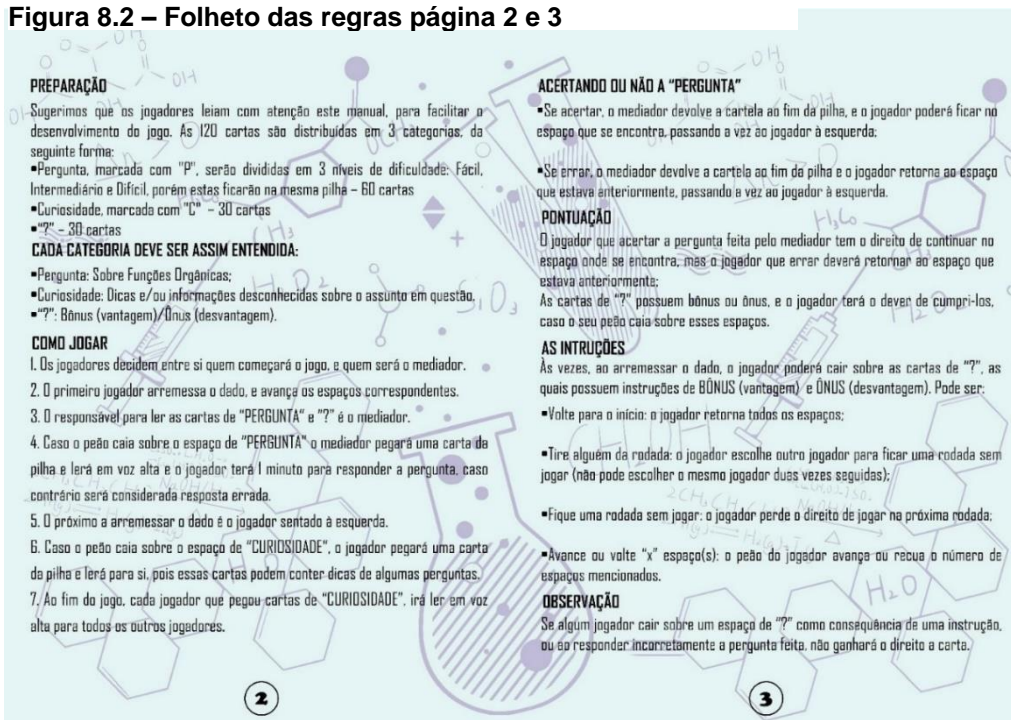 Figura 8.2 – Folheto das regras página 2 e 3
PREPARAÇÃO
Sugerimos que os jogadores leiam com atenção este manual, para facilitar o
desenvolvimento do jogo. As 120 cartas são distribuídas em 3 categorias, da
seguinte forma:
▪Pergunta, marcada com "P", serão divididas em 3 níveis de dificuldade: Fácil,
Intermediário e Difícil, porém estas ficarão na mesma pilha – 60 cartas
▪Curiosidade, marcada com "C" – 30 cartas
▪"?" – 30 cartas
CADA CATEGORIA DEVE SER ASSIM ENTENDIDA:
▪Pergunta: Sobre Funções Orgânicas;
▪Curiosidade: Dicas e/ou informações desconhecidas sobre o assunto em questão.
▪"?": Bônus (vantagem)/Ônus (desvantagem).
COMO JOGAR
1. Os jogadores decidem entre si quem começará o jogo, e quem será o mediador.
2. O primeiro jogador arremessa o dado, e avança os espaços correspondentes.
3. O responsável para ler as cartas de "PERGUNTA" e "?" é o mediador.
4. Caso o peão caia sobre o espaço de "PERGUNTA" o mediador pegará uma carta da
pilha e lerá em voz alta e o jogador terá 1 minuto para responder a pergunta, caso
contrário será considerada resposta errada.
5. O próximo a arremessar o dado é o jogador sentado à esquerda.
6. Caso o peão caia sobre o espaço de "CURIOSIDADE", o jogador pegará uma carta
da pilha e lerá para si, pois essas cartas podem conter dicas de algumas perguntas.
7. Ao fim do jogo, cada jogador que pegou cartas de "CURIOSIDADE", irá ler em voz
alta para todos os outros jogadores.
2
ACERTANDO OU NÃO A "PERGUNTA"
▪Se acertar, o mediador devolve a cartela ao fim da pilha, e o jogador poderá ficar no
espaço que se encontra, passando a vez ao jogador à esquerda;
▪Se errar, o mediador devolve a cartela ao fim da pilha e o jogador retorna ao espaço
que estava anteriormente, passando a vez ao jogador à esquerda.
PONTUAÇÃO
O jogador que acertar a pergunta feita pelo mediador tem o direito de continuar no
espaço onde se encontra, mas o jogador que errar deverá retornar ao espaço que
estava anteriormente;
As cartas de "?" possuem bônus ou ônus, e o jogador terá o dever de cumpri-los,
caso o seu peão caia sobre esses espaços.
AS INTRUÇÕES
Às vezes, ao arremessar o dado, o jogador poderá cair sobre as cartas de "?", as
quais possuem instruções de BÔNUS (vantagem) e ÔNUS (desvantagem). Pode ser:
▪Volte para o início: o jogador retorna todos os espaços;
▪Tire alguém da rodada: o jogador escolhe outro jogador para ficar uma rodada sem
jogar (não pode escolher o mesmo jogador duas vezes seguidas);
▪Fique uma rodada sem jogar: o jogador perde o direito de jogar na próxima rodada;
▪Avance ou volte "x" espaço(s): o peão do jogador avança ou recua o número de
espaços mencionados.
OBSERVAÇÃO
Se algum jogador cair sobre um espaço de "?" como consequência de uma instrução,
ou ao responder incorretamente a pergunta feita, não ganhará o direito a carta.
3